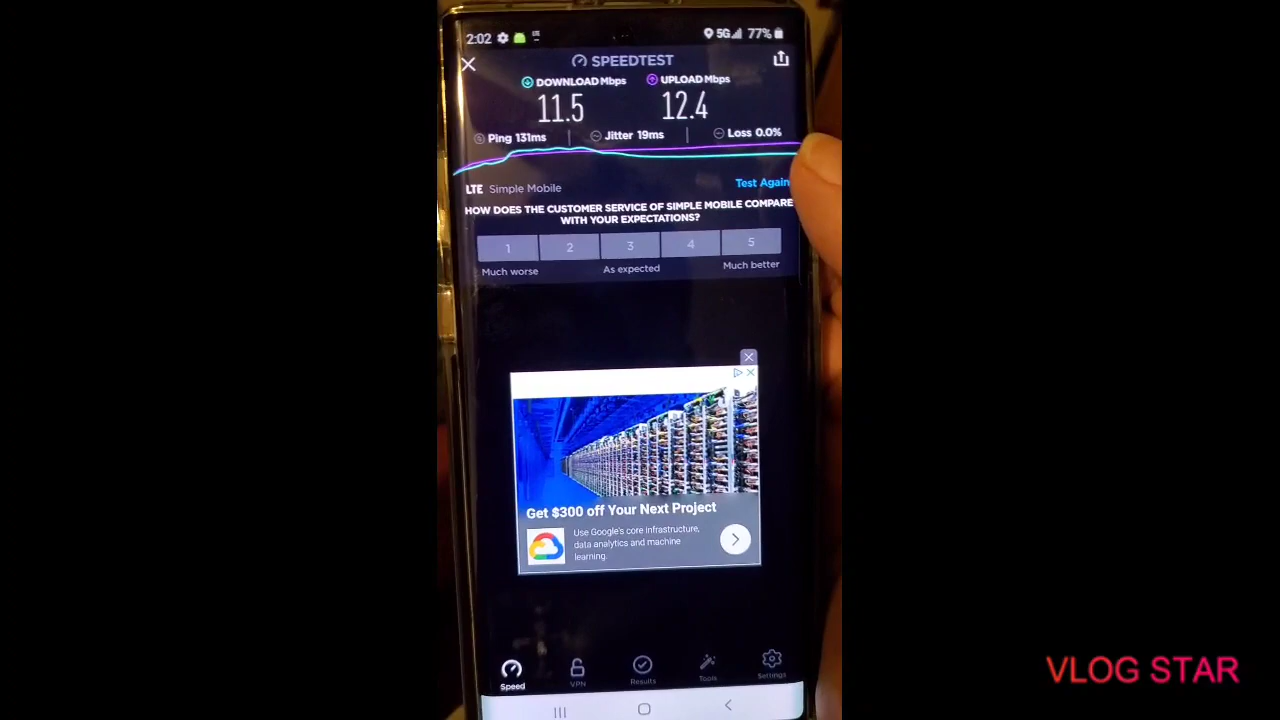 2:02 LTE 5G 77%
SPEEDTEST
DOWNLOAD Mbps UPLOAD Mbps
11.5 12.4
Ping 131ms Jitter 19ms Loss 0.0%
LTE Simple Mobile Test Again
HOW DOES THE CUSTOMER SERVICE OF SIMPLE MOBILE COMPARE
WITH YOUR EXPECTATIONS?
1 2 3 4 5
Much worse As expected Much better
Get $300 off Your Next Project
Use Google's core infrastructure,
data analytics and machine
learning.
Speed VPN Results Tools Settings
VLOG STAR